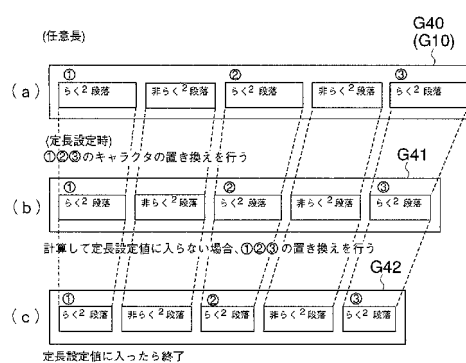 (任意長)
G40
(G10)
① ② ③
(a) らく2 段落 非らく2 段落 らく2 段落 非らく2 段落 らく2 段落
(定長設定時)
①②③のキャラクタの置き換えを行う
G41
① ② ③
(b) らく2 段落 非らく2 段落 らく2 段落 非らく2 段落 らく2 段落
計算して定長設定値に入らない場合、①②③の置き換えを行う
G42
① ② ③
(c) らく2 段落 非らく2 段落 らく2 段落 非らく2 段落 らく2 段落
定長設定値に入ったら終了